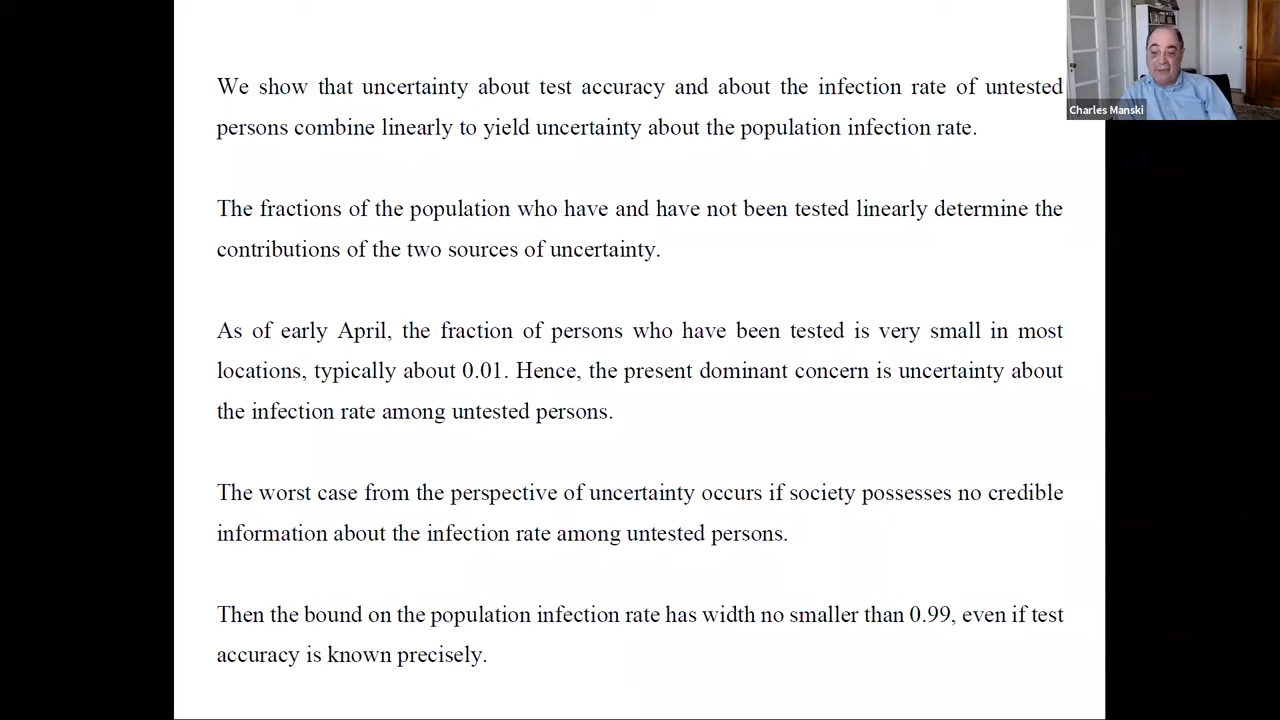 We show that uncertainty about test accuracy and about the infection rate of untested
persons combine linearly to yield uncertainty about the population infection rate.
The fractions of the population who have and have not been tested linearly determine the
contributions of the two sources of uncertainty.
As of early April, the fraction of persons who have been tested is very small in most
locations, typically about 0.01. Hence, the present dominant concern is uncertainty about
the infection rate among untested persons.
The worst case from the perspective of uncertainty occurs if society possesses no credible
information about the infection rate among untested persons.
Then the bound on the population infection rate has width no smaller than 0.99, even if test
accuracy is known precisely.
Charles Manski